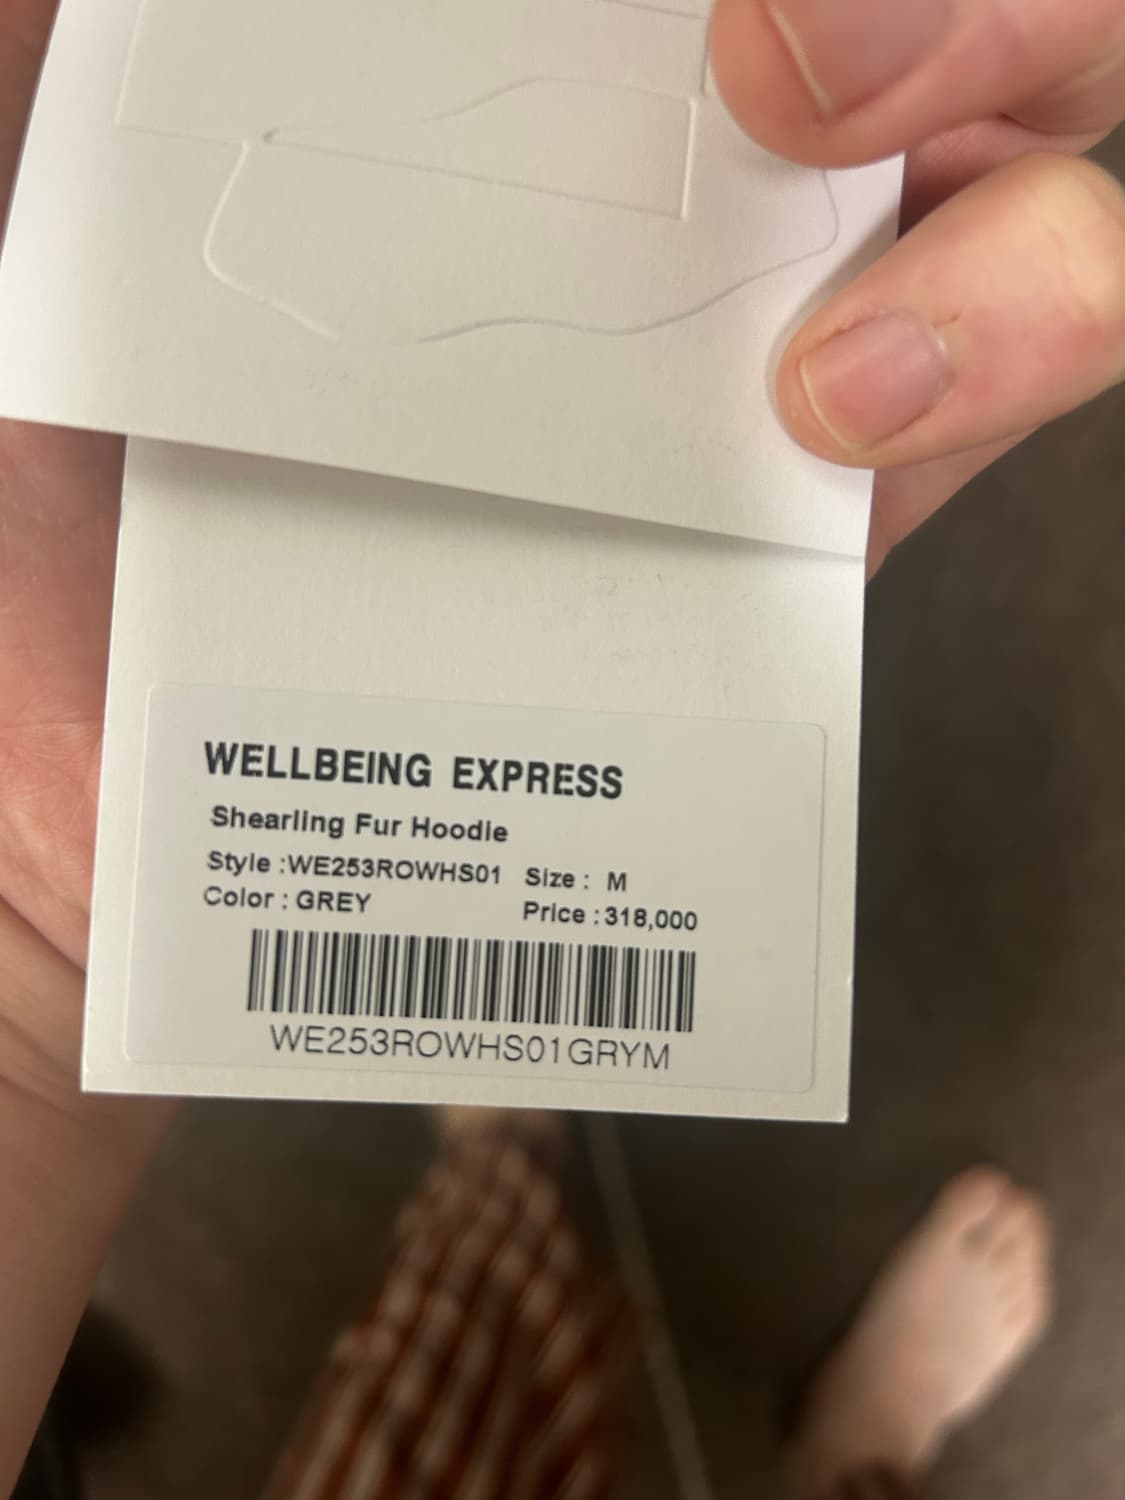 WELLBEING EXPRESS
Shearling Fur Hoodie
Style :WE253ROWHS01 Size : M
Color : GREY Price : 318,000
WE253ROWHS01GRYM